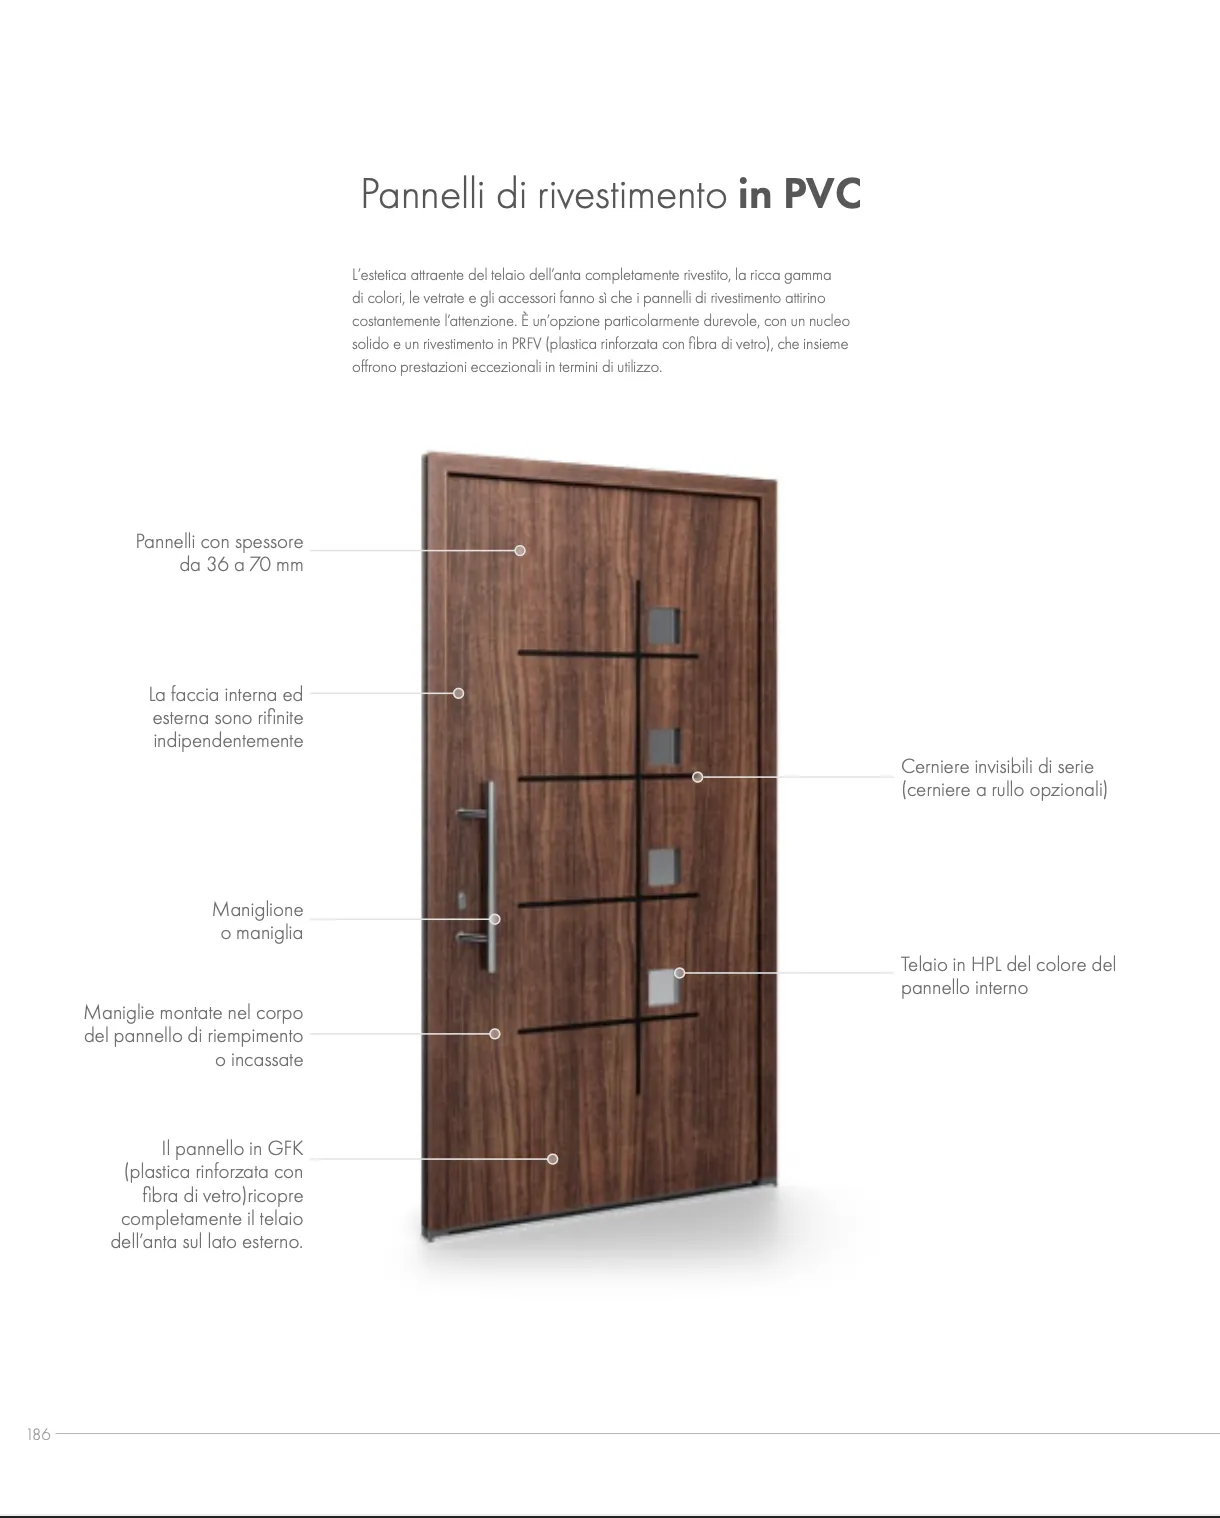 Pannelli di rivestimento in PVC
L’estetica attraente del telaio dell’anta completamente rivestito, la ricca gamma
di colori, le vetrate e gli accessori fanno sì che i pannelli di rivestimento attirino
costantemente l’attenzione. È un’opzione particolarmente durevole, con un nucleo
solido e un rivestimento in PRFV (plastica rinforzata con fibra di vetro), che insieme
offrono prestazioni eccezionali in termini di utilizzo.
Pannelli con spessore
da 36 a 70 mm
La faccia interna ed
esterna sono rifinite
indipendentemente
Cerniere invisibili di serie
(cerniere a rullo opzionali)
Maniglione
o maniglia
Telaio in HPL del colore del
pannello interno
Maniglie montate nel corpo
del pannello di riempimento
o incassate
Il pannello in GFK
(plastica rinforzata con
fibra di vetro)ricopre
completamente il telaio
dell’anta sul lato esterno.
186